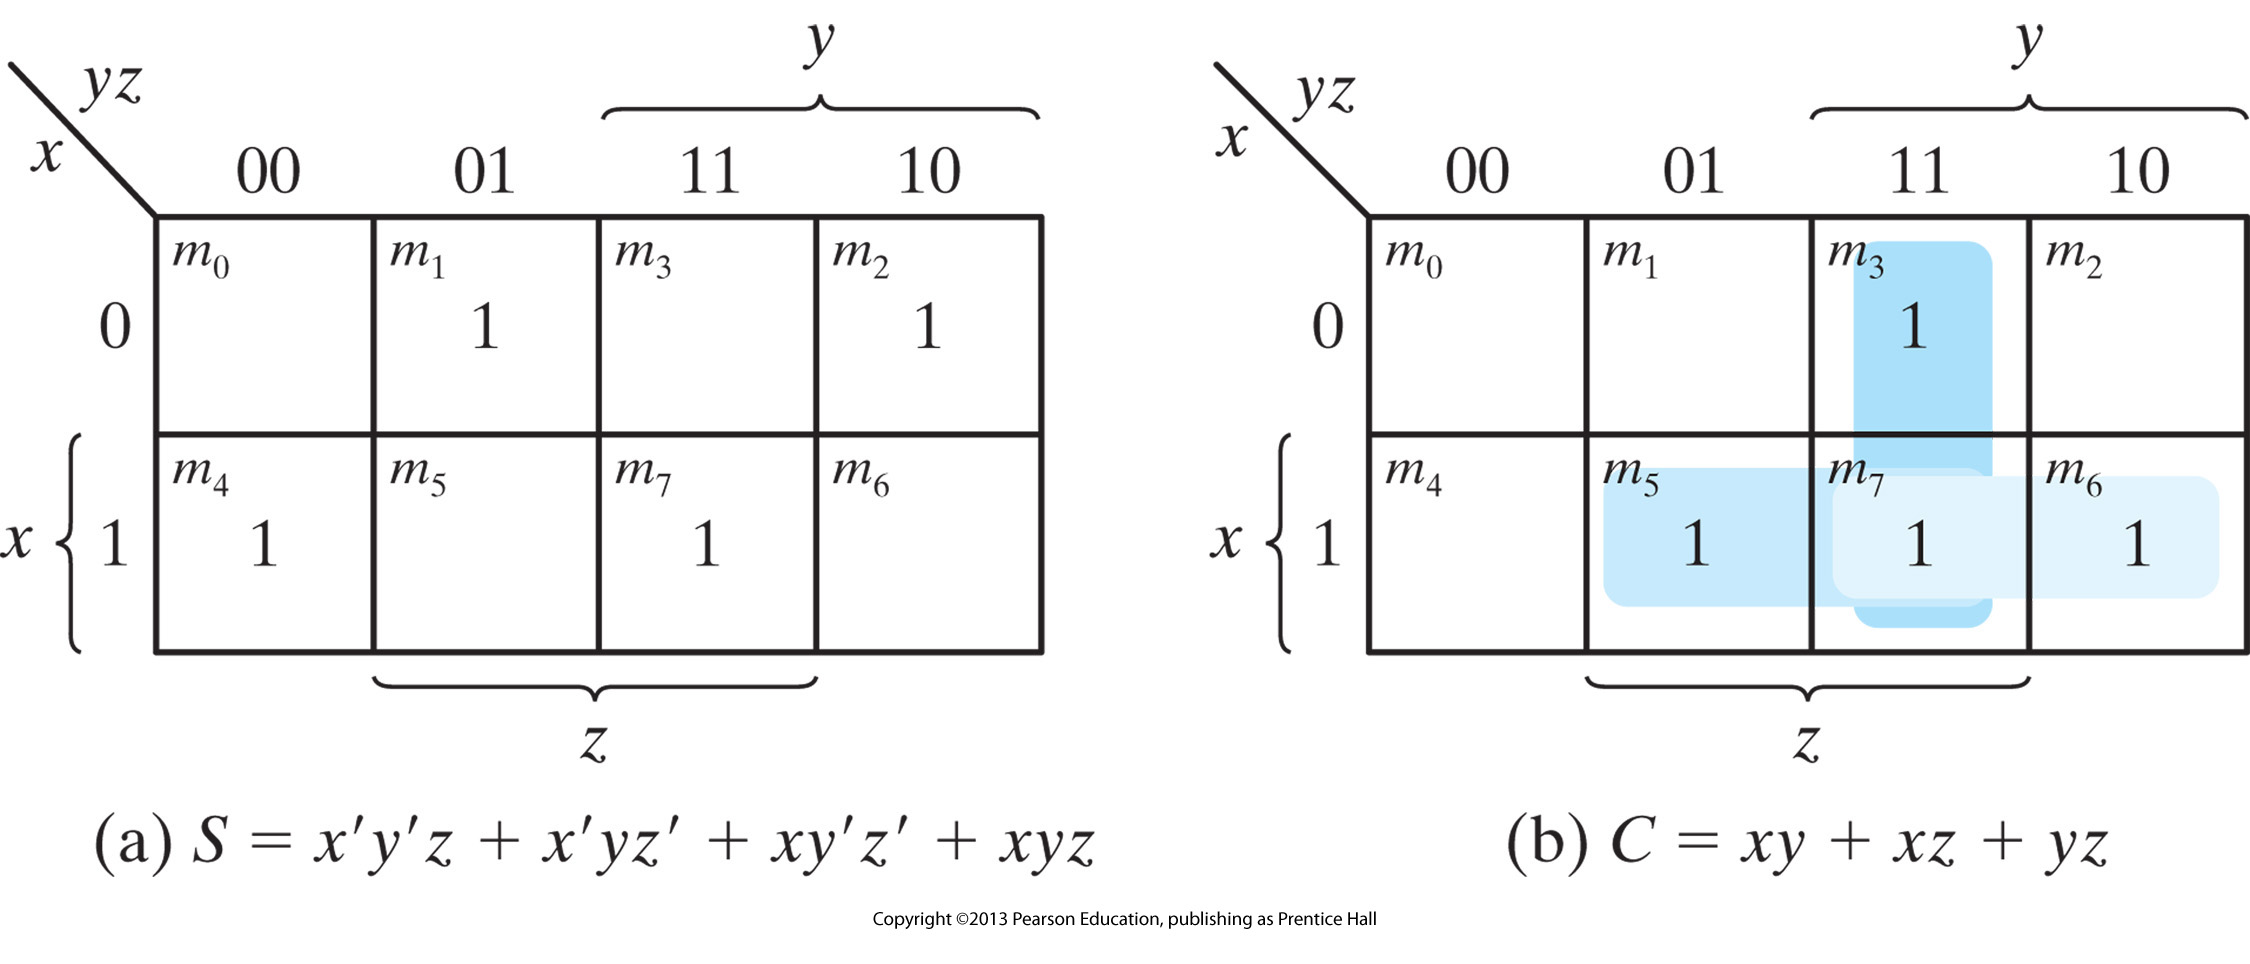 y y
yz yz
x x
00 01 11 10 00 01 11 10
m0 m1 m3 m2 m0 m1 m3 m2
0 1 1 0 1
m4 m5 m7 m6 m4 m5 m7 m6
x 1 1 1 x 1 1 1 1
z z
(a) S = x′y′z + x′yz′ + xy′z′ + xyz (b) C = xy + xz + yz
Copyright ©2013 Pearson Education, publishing as Prentice Hall